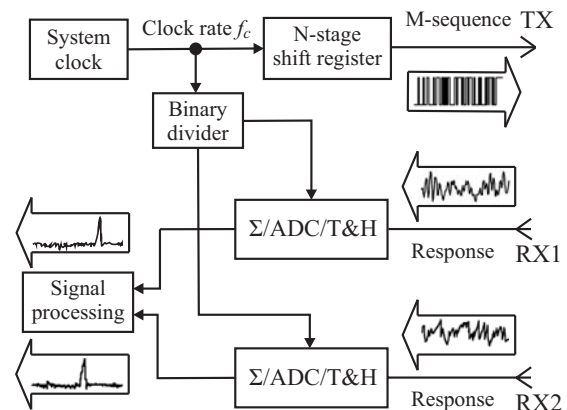 System
clock
Clock rate fc
N-stage
shift register
M-sequence TX
Binary
divider
Σ/ADC/T&H
Response
RX1
Signal
processing
Σ/ADC/T&H
Response
RX2